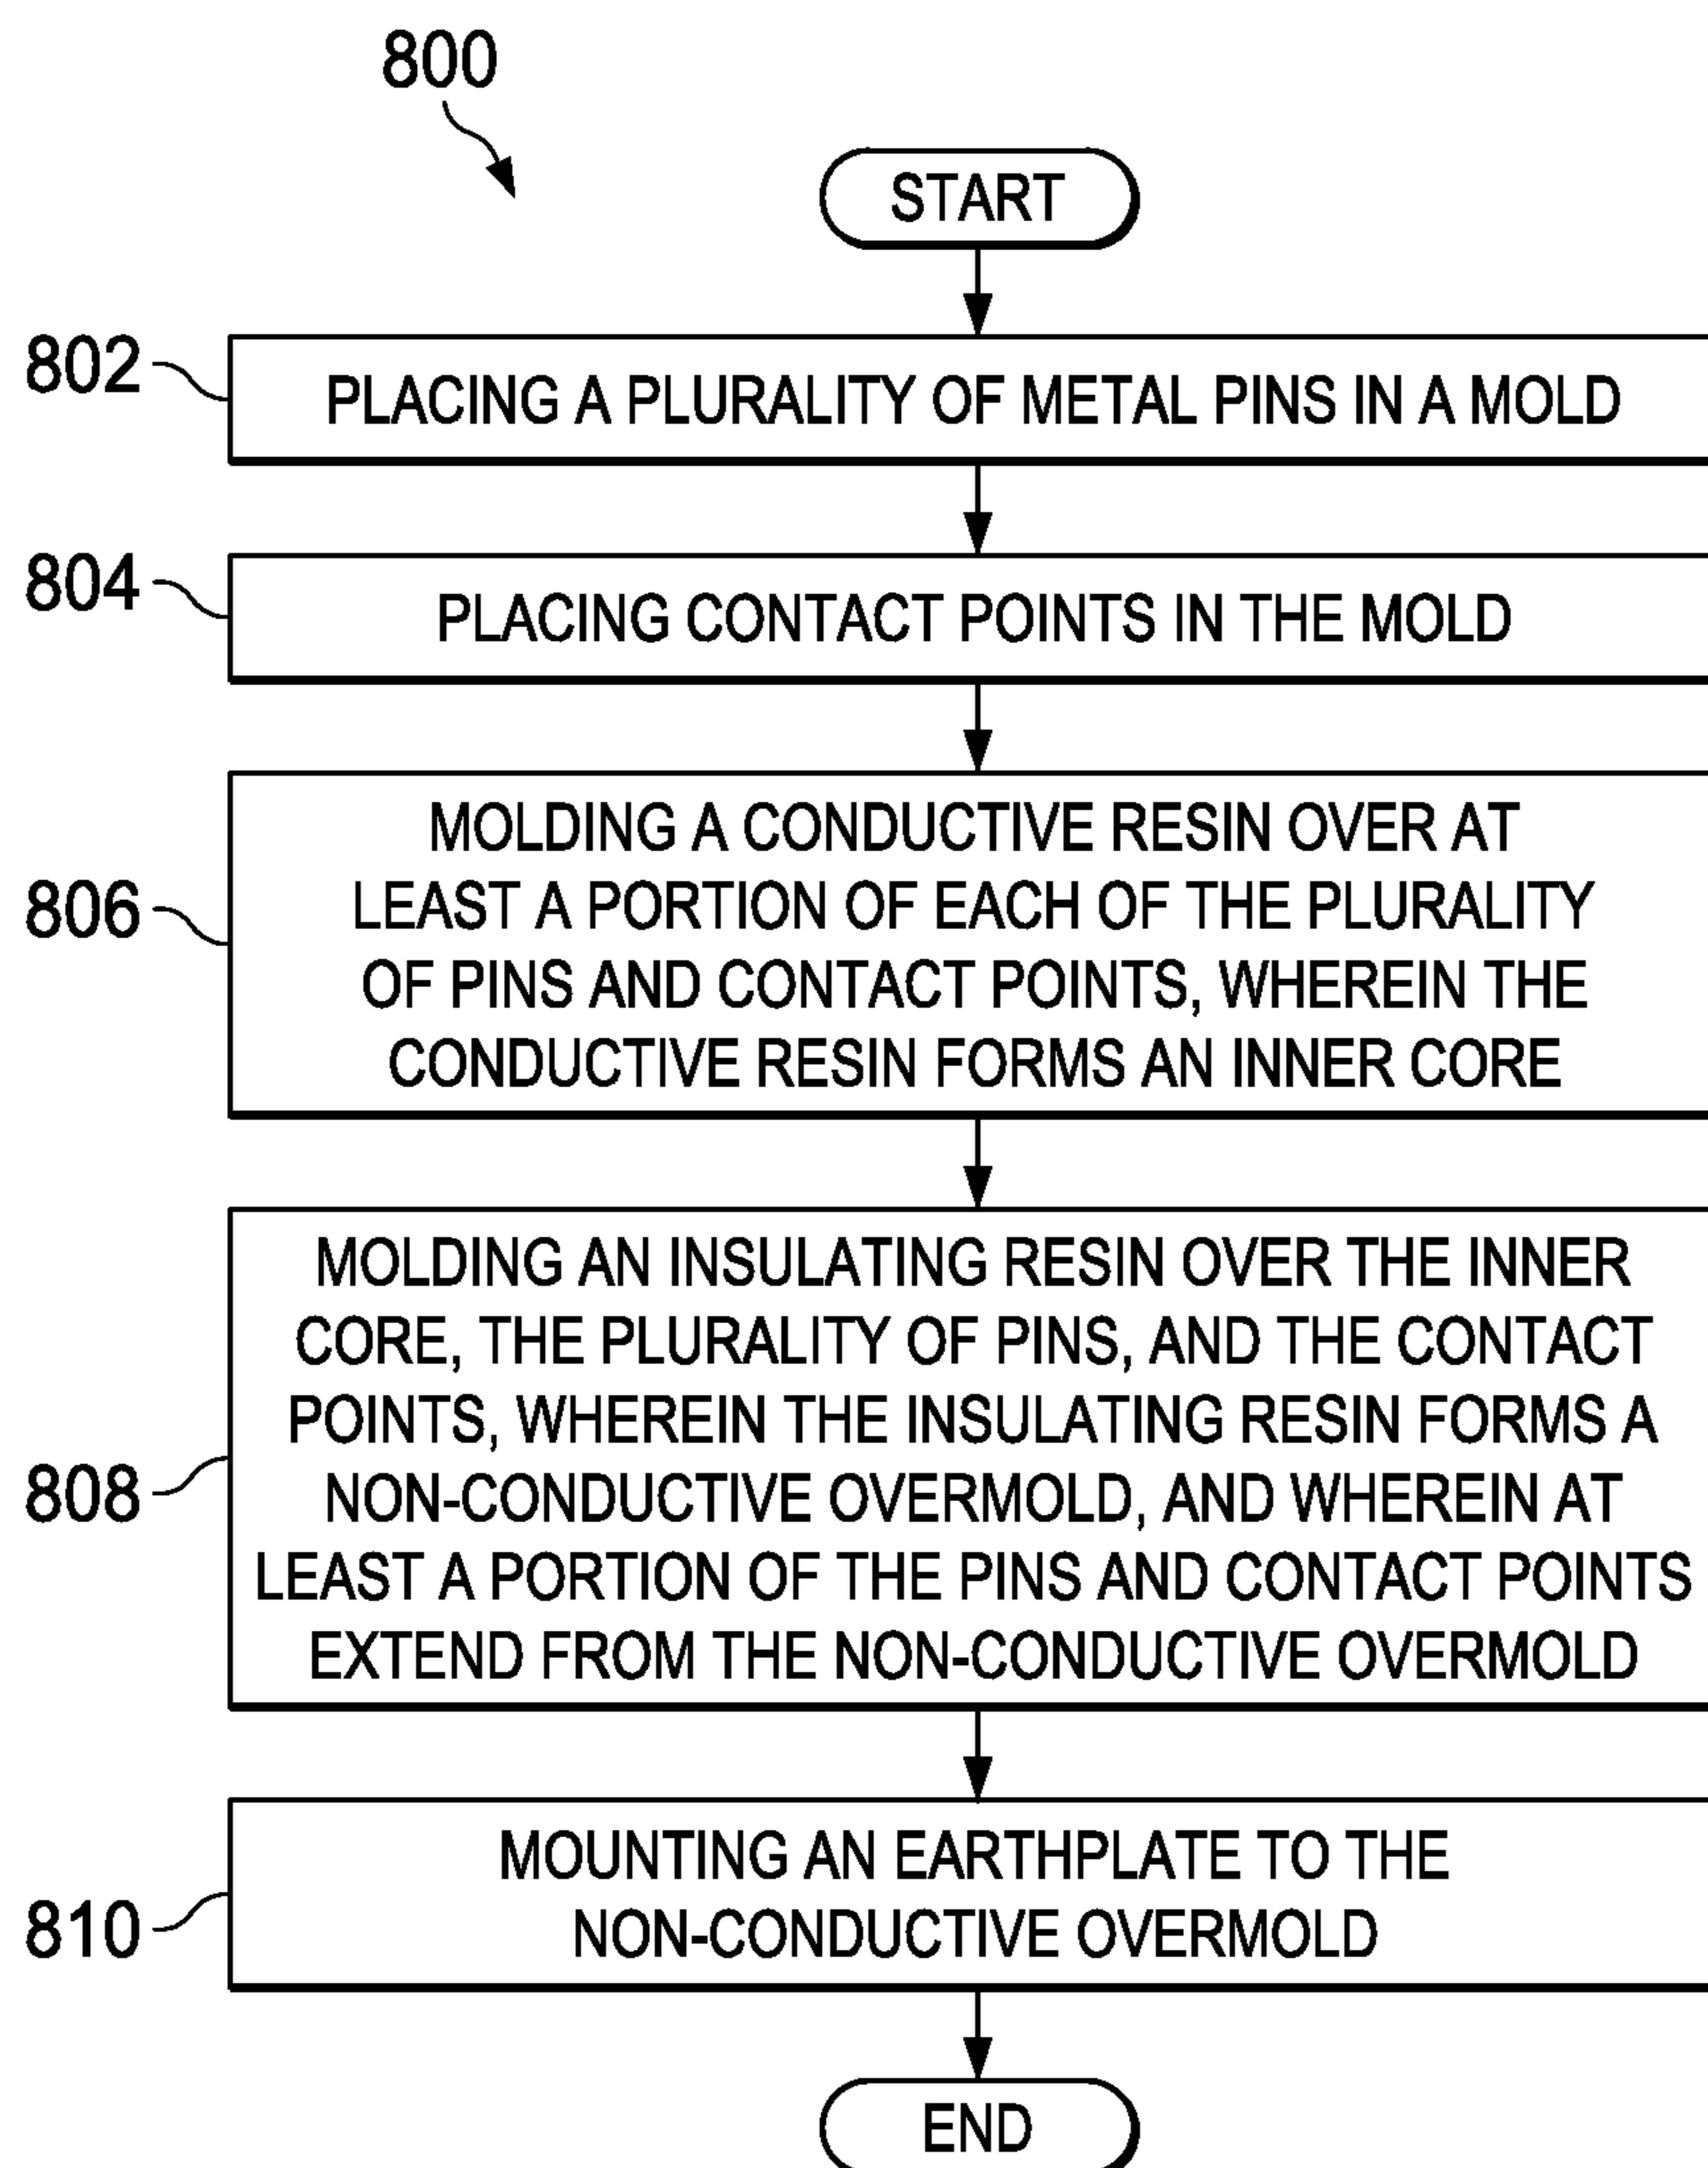 800
START
802
PLACING A PLURALITY OF METAL PINS IN A MOLD
804
PLACING CONTACT POINTS IN THE MOLD
806
MOLDING A CONDUCTIVE RESIN OVER AT
LEAST A PORTION OF EACH OF THE PLURALITY
OF PINS AND CONTACT POINTS, WHEREIN THE
CONDUCTIVE RESIN FORMS AN INNER CORE
808
MOLDING AN INSULATING RESIN OVER THE INNER
CORE, THE PLURALITY OF PINS, AND THE CONTACT
POINTS, WHEREIN THE INSULATING RESIN FORMS A
NON-CONDUCTIVE OVERMOLD, AND WHEREIN AT
LEAST A PORTION OF THE PINS AND CONTACT POINTS
EXTEND FROM THE NON-CONDUCTIVE OVERMOLD
810
MOUNTING AN EARTHPLATE TO THE
NON-CONDUCTIVE OVERMOLD
END